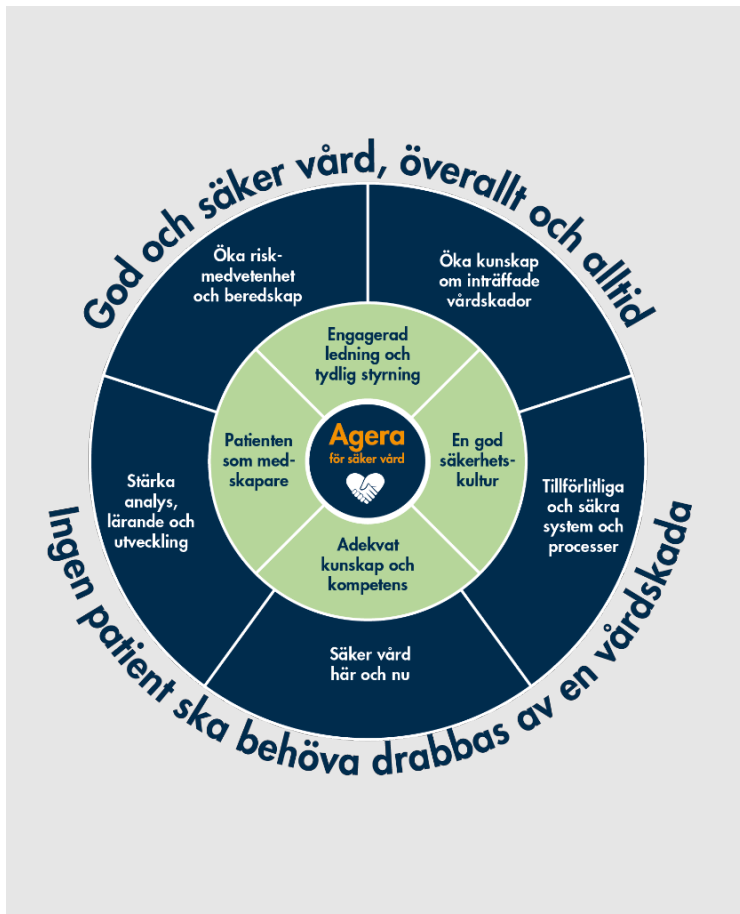 God och säker vård, överallt och alltid
Öka risk-
medvetenhet
och beredskap
Öka kunskap
om inträffade
vårdskador
Engagerad
ledning och
tydlig styrning
Patienten
som med-
skapare
Agera
för säker vård
En god
säkerhets-
kultur
Stärka
analys,
lärande och
utveckling
Tillförlitliga
och säkra
system och
processer
Adekvat
kunskap och
kompetens
Säker vård
här och nu
Ingen patient ska behöva drabbas av en vårdskada